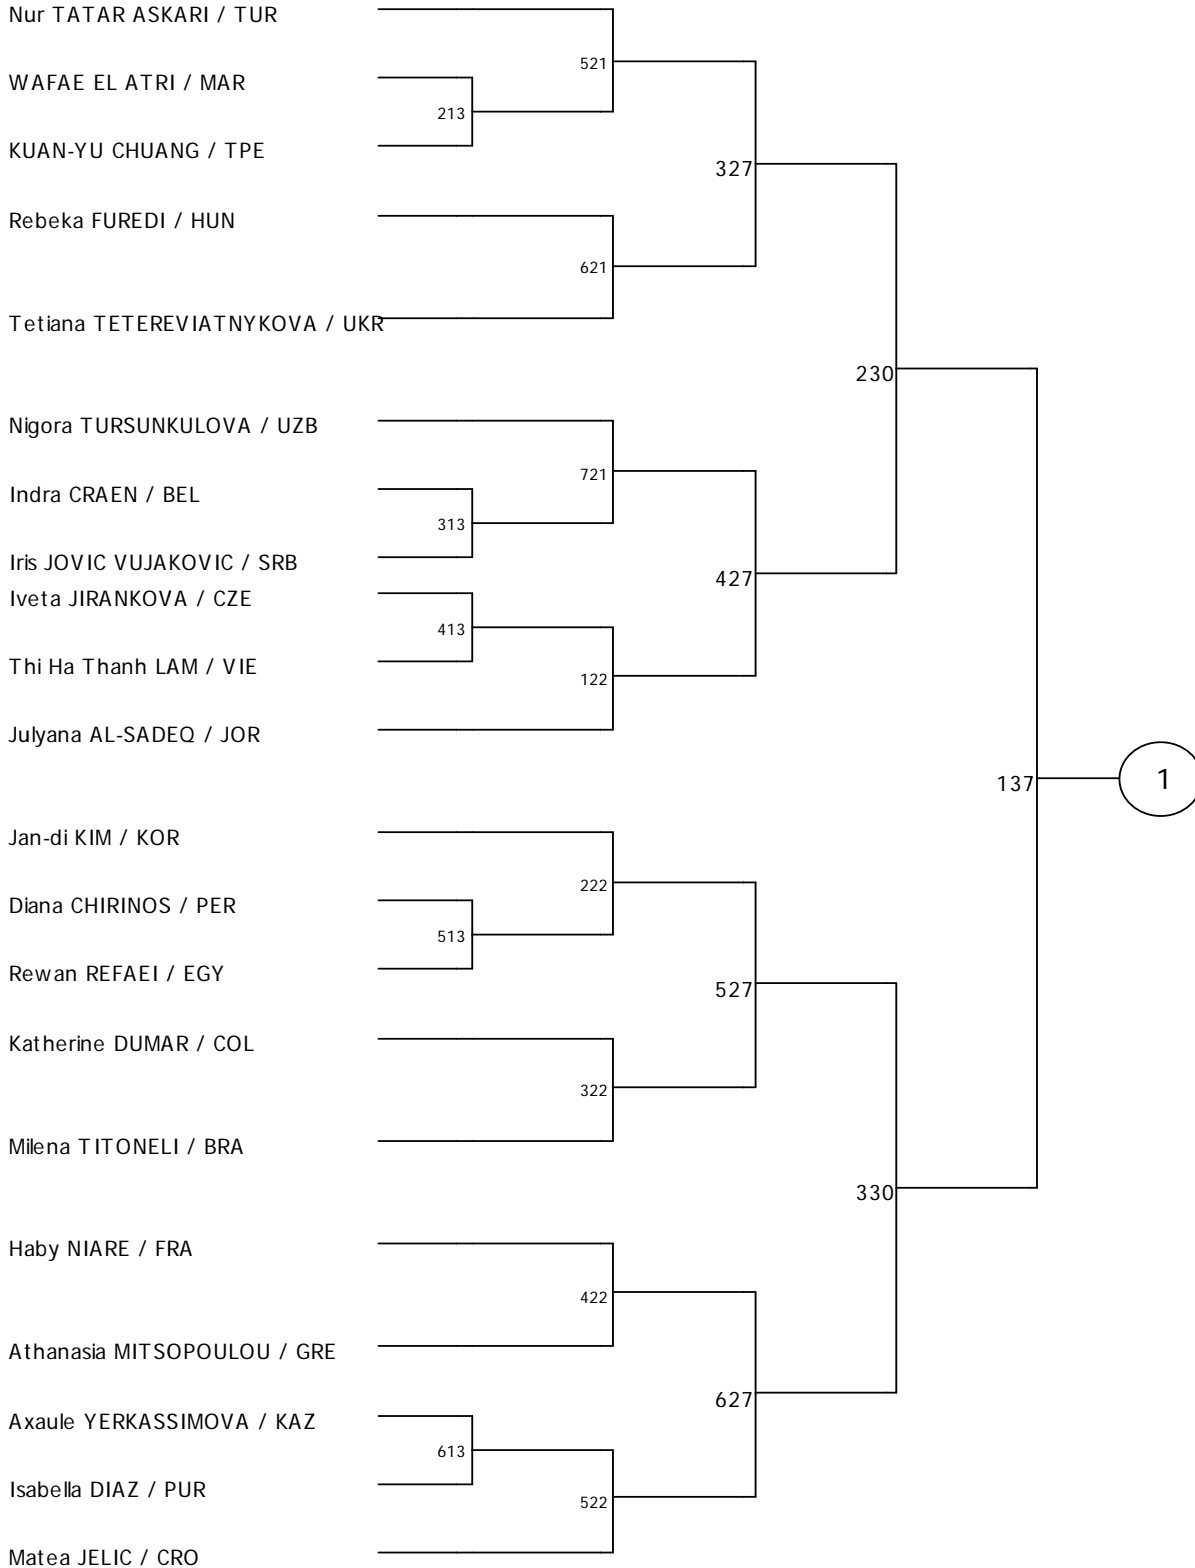 Nur TATAR ASKARI / TUR
521
WAFAE EL ATRI / MAR
213
KUAN-YU CHUANG / TPE
327
Rebeka FUREDI / HUN
621
Tetiana TETEREVIATNYKOVA / UKR
230
Nigora TURSUNKULOVA / UZB
721
Indra CRAEN / BEL
313
Iris JOVIC VUJAKOVIC / SRB
427
Iveta JIRANKOVA / CZE
413
Thi Ha Thanh LAM / VIE
122
Julyana AL-SADEQ / JOR
137
1
Jan-di KIM / KOR
222
Diana CHIRINOS / PER
513
Rewan REFAEI / EGY
527
Katherine DUMAR / COL
322
Milena TITONELI / BRA
330
Haby NIARE / FRA
422
Athanasia MITSOPOULOU / GRE
627
Axaule YERKASSIMOVA / KAZ
613
Isabella DIAZ / PUR
522
Matea JELIC / CRO